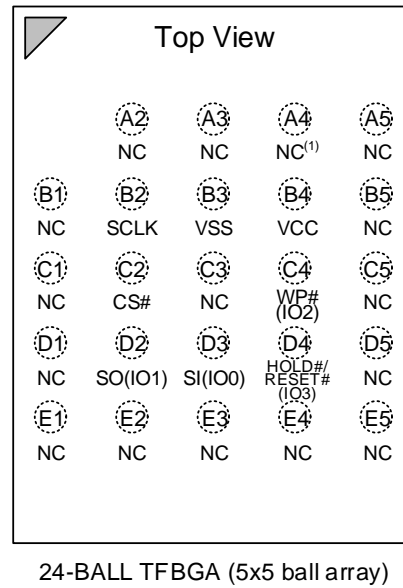 Top View
A2 A3 A4 A5
NC NC NC(1) NC
B1 B2 B3 B4 B5
NC SCLK VSS VCC NC
C1 C2 C3 C4 C5
NC CS# NC WP# NC
(IO2)
D1 D2 D3 D4 D5
NC SO(IO1) SI(IO0) HOLD#/ NC
RESET#
(IO3)
E1 E2 E3 E4 E5
NC NC NC NC NC
24-BALL TFBGA (5x5 ball array)